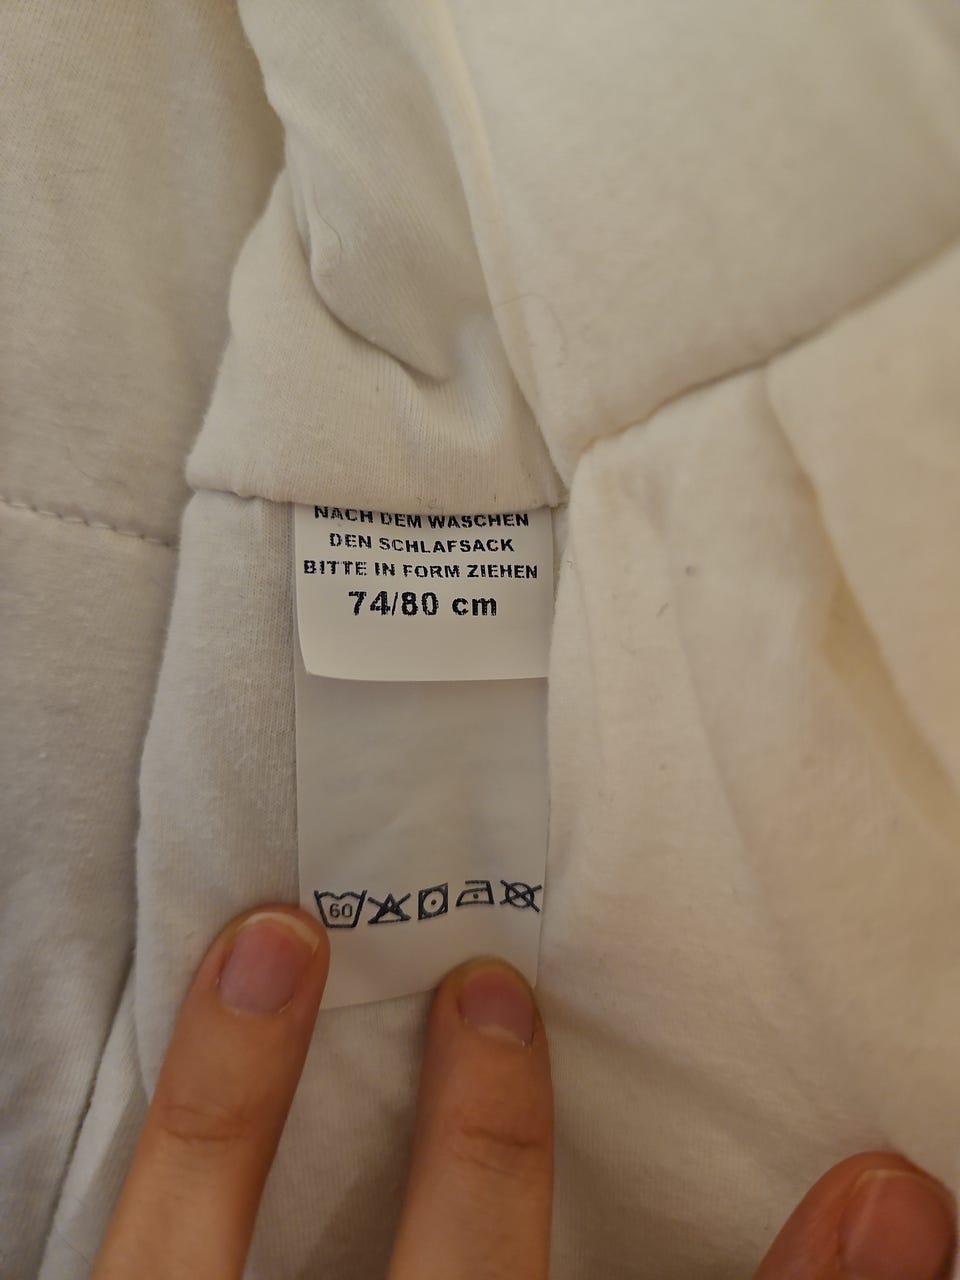 NACH DEM WASCHEN
DEN SCHLAFSACK
BITTE IN FORM ZIEHEN
74/80 cm
60